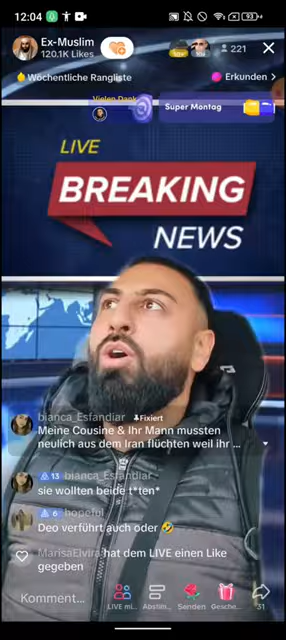 12:04
93
Ex-Muslim
120.1K Likes
221
Wöchentliche Rangliste
Erkunden >
Vielen Dank
Super Montag
LIVE
BREAKING
NEWS
bianca_Esfandiar Fixiert
Meine Cousine & Ihr Mann mussten
neulich aus dem Iran flüchten weil ihr ...
13 bianca_Esfandiar
sie wollten beide t*ten*
6 hopeful
Deo verführt auch oder 🤣
MarisaElvira hat dem LIVE einen Like
gegeben
Komment...
LIVE mi...
Abstim...
Senden
Gesche...
31